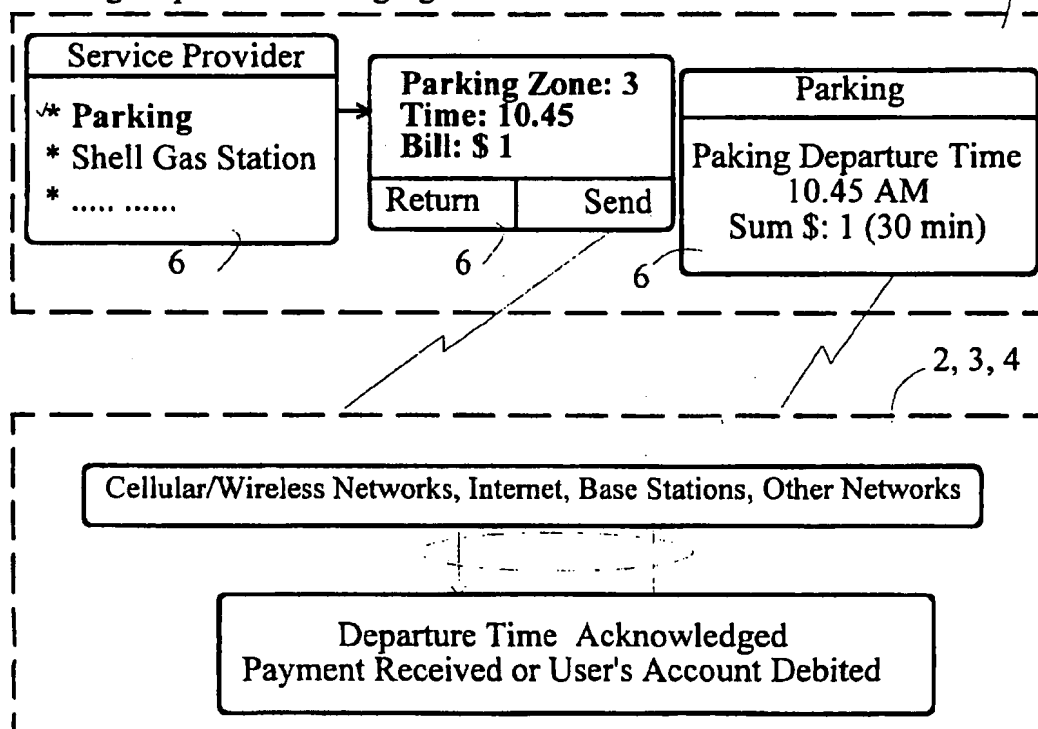 Service Provider
* Parking
* Shell Gas Station
* ..... ......
6
Parking Zone: 3
Time: 10.45
Bill: $ 1
Return Send
6
Parking
Paking Departure Time
10.45 AM
Sum $: 1 (30 min)
6
2, 3, 4
Cellular/Wireless Networks, Internet, Base Stations, Other Networks
Departure Time Acknowledged
Payment Received or User's Account Debited